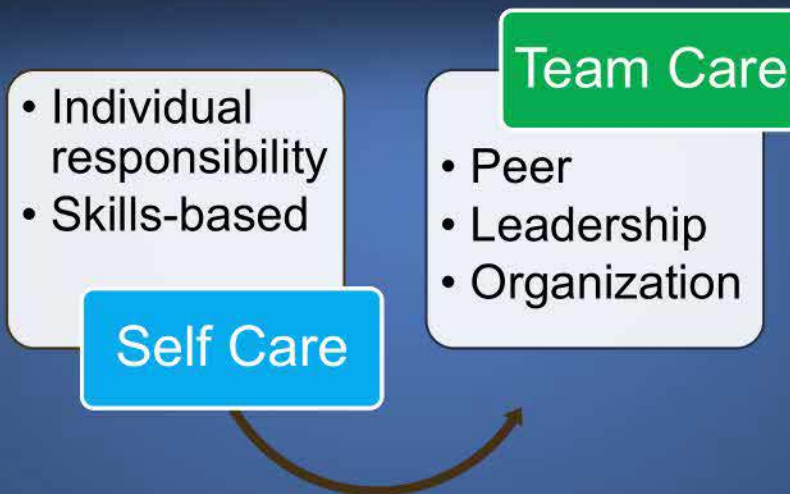 • Individual
responsibility
• Skills-based
Self Care
Team Care
• Peer
• Leadership
• Organization